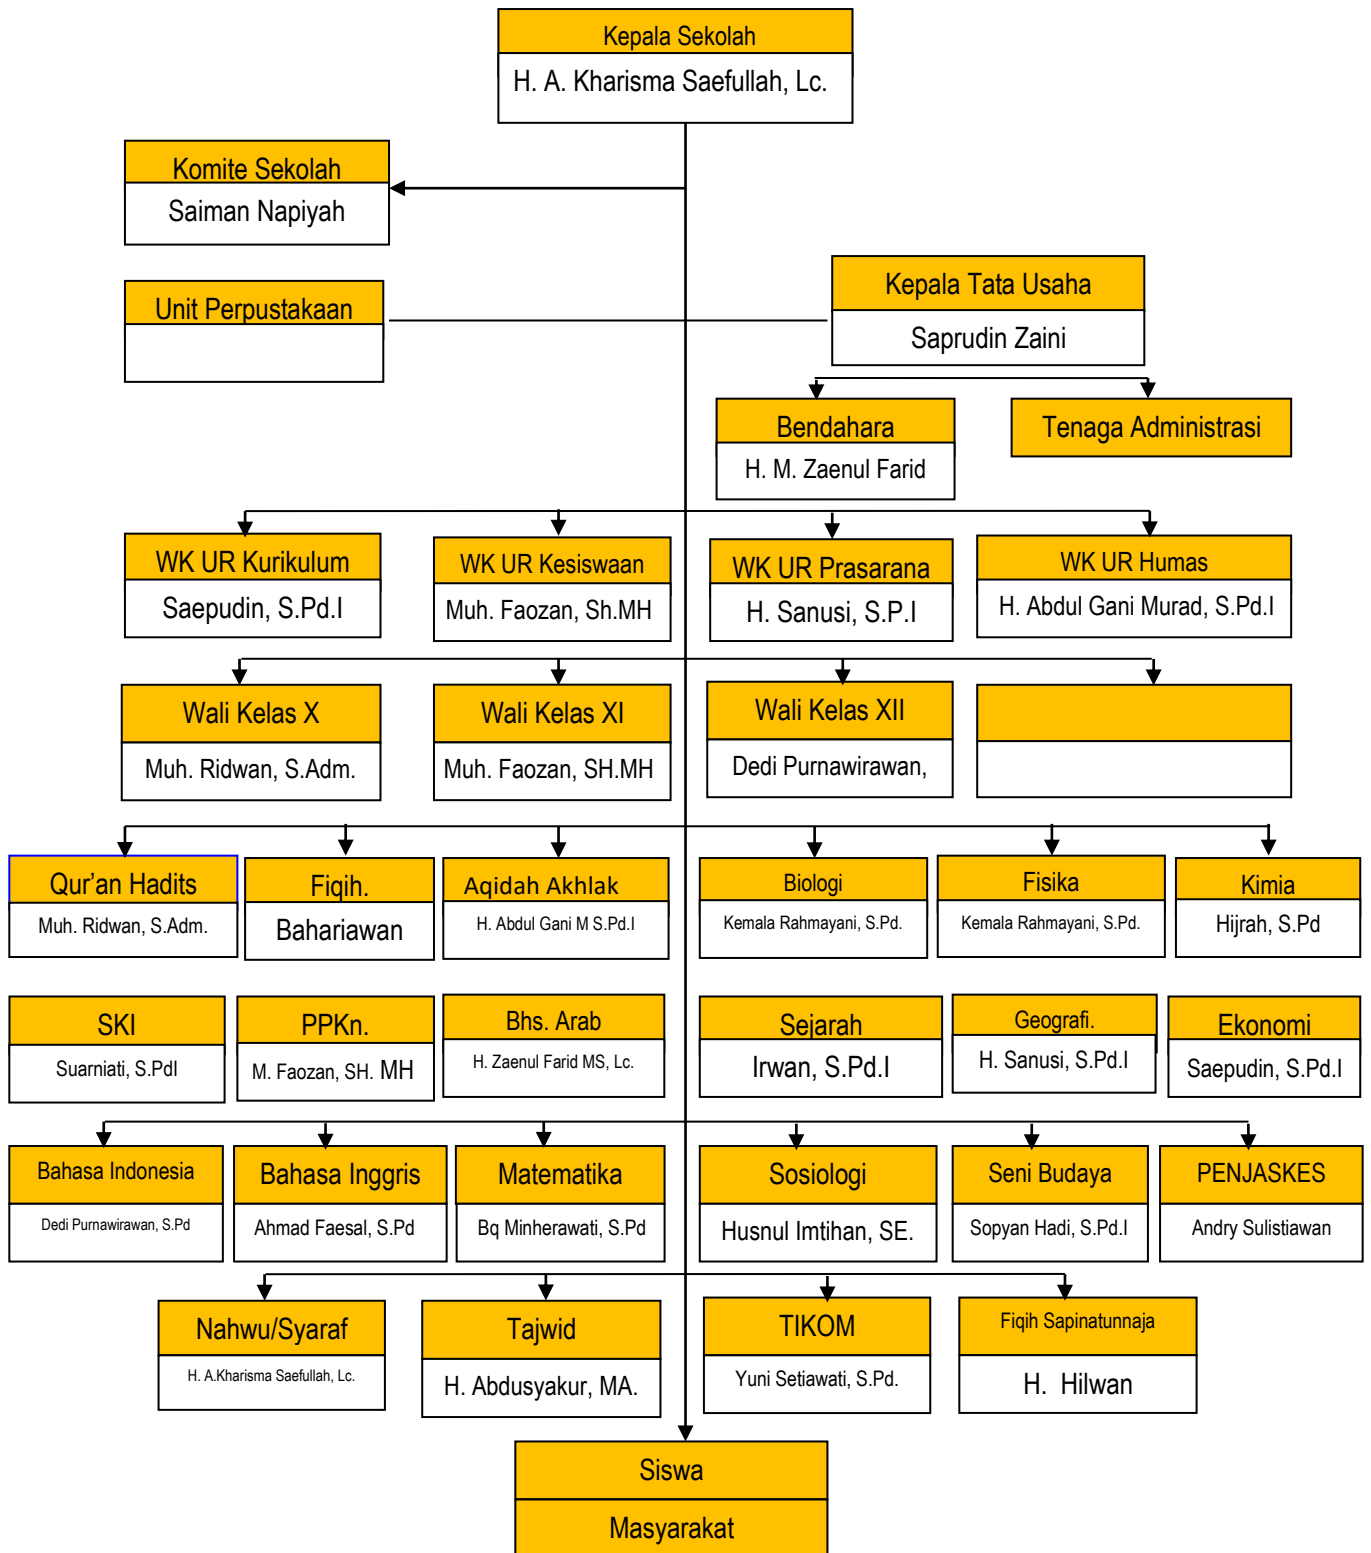 Kepala Sekolah
H. A. Kharisma Saefullah, Lc.
Komite Sekolah
Saiman Napiyah
Unit Perpustakaan
Kepala Tata Usaha
Saprudin Zaini
Bendahara
H. M. Zaenul Farid
Tenaga Administrasi
WK UR Kurikulum
Saepudin, S.Pd.I
WK UR Kesiswaan
Muh. Faozan, Sh.MH
WK UR Prasarana
H. Sanusi, S.P.I
WK UR Humas
H. Abdul Gani Murad, S.Pd.I
Wali Kelas X
Muh. Ridwan, S.Adm.
Wali Kelas XI
Muh. Faozan, SH.MH
Wali Kelas XII
Dedi Purnawirawan,
Qur'an Hadits
Muh. Ridwan, S.Adm.
Fiqih.
Bahariawan
Aqidah Akhlak
H. Abdul Gani M S.Pd.I
Biologi
Kemala Rahmayani, S.Pd.
Fisika
Kemala Rahmayani, S.Pd.
Kimia
Hijrah, S.Pd
SKI
Suarniati, S.PdI
PPKn.
M. Faozan, SH. MH
Bhs. Arab
H. Zaenul Farid MS, Lc.
Sejarah
Irwan, S.Pd.I
Geografi.
H. Sanusi, S.Pd.I
Ekonomi
Saepudin, S.Pd.I
Bahasa Indonesia
Dedi Purnawirawan, S.Pd
Bahasa Inggris
Ahmad Faesal, S.Pd
Matematika
Bq Minherawati, S.Pd
Sosiologi
Husnul Imtihan, SE.
Seni Budaya
Sopyan Hadi, S.Pd.I
PENJASKES
Andry Sulistiawan
Nahwu/Syaraf
H. A.Kharisma Saefullah, Lc.
Tajwid
H. Abdusyakur, MA.
TIKOM
Yuni Setiawati, S.Pd.
Fiqih Sapinatunnaja
H. Hilwan
Siswa
Masyarakat